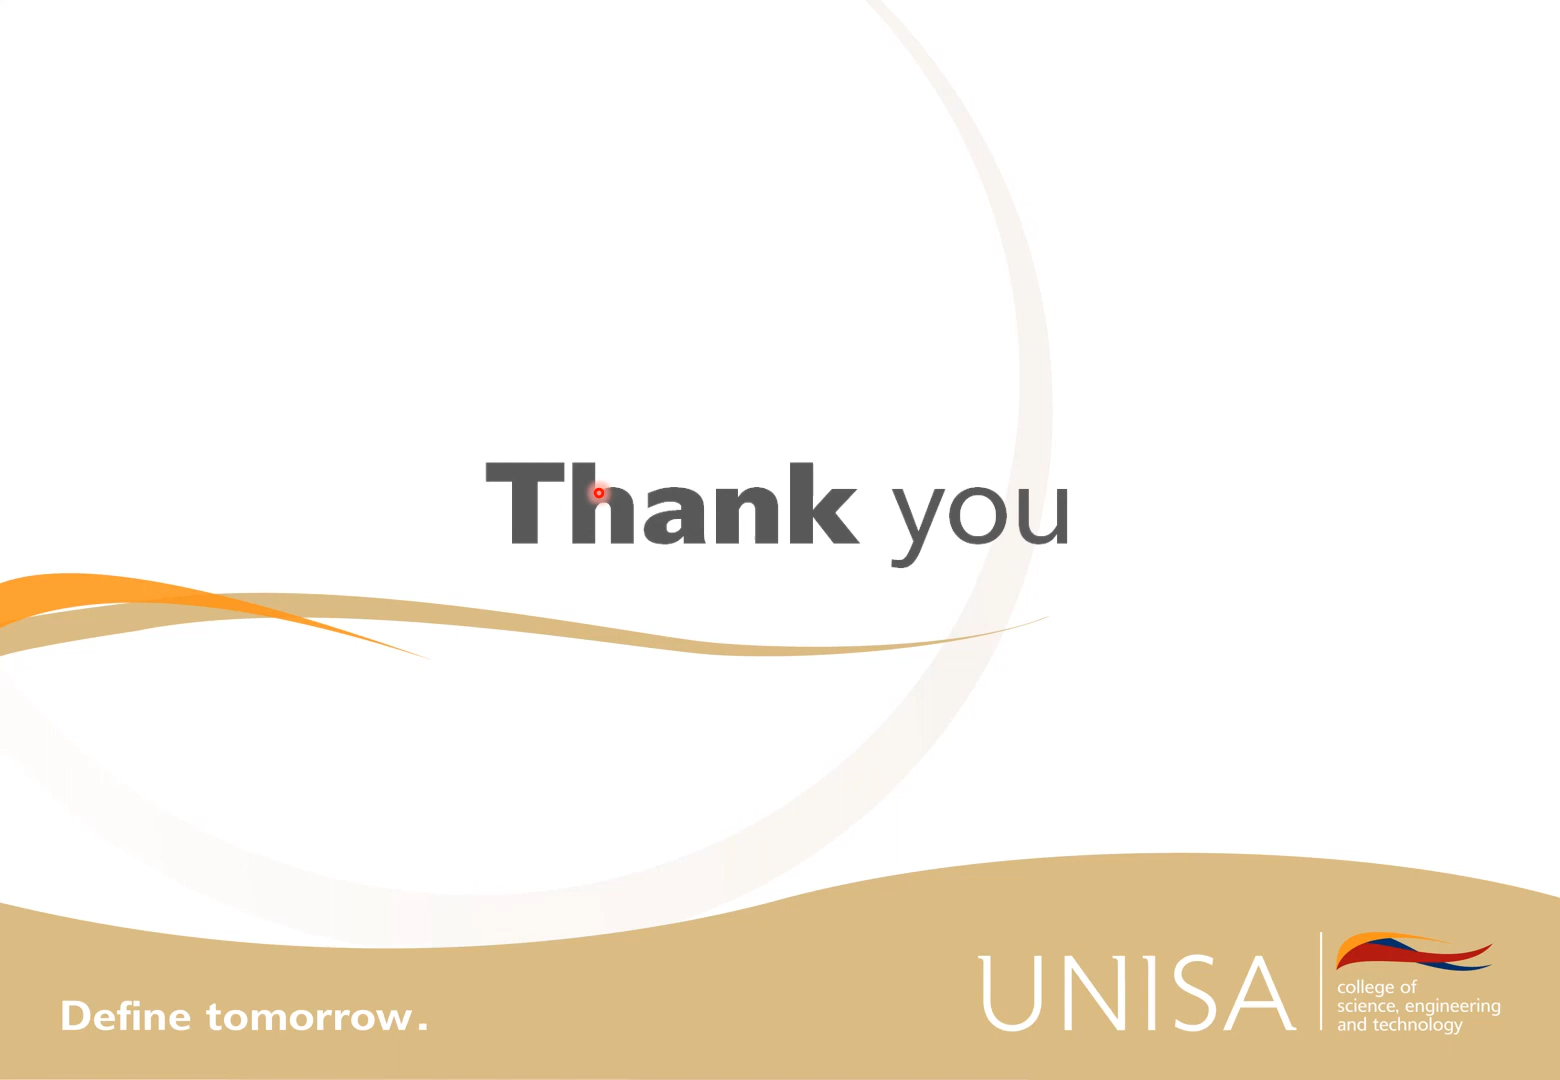 Thank you
Define tomorrow.
UNISA
college of
science, engineering
and technology